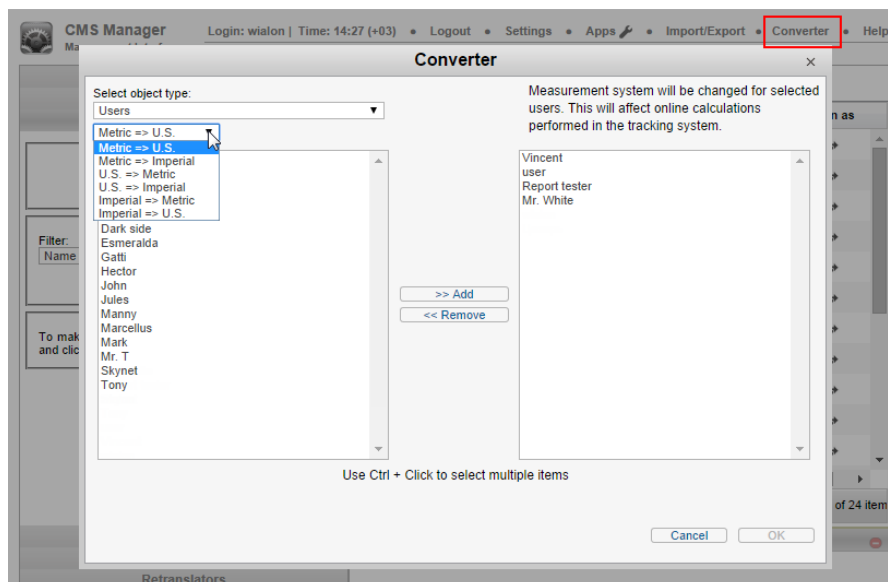 CMS Manager
Login: wialon | Time: 14:27 (+03) • Logout • Settings • Apps • Import/Export • Converter • Help
Converter
×
Select object type:
Users
Metric => U.S.
Metric => U.S.
Metric => Imperial
U.S. => Metric
U.S. => Imperial
Imperial => Metric
Imperial => U.S.
Dark side
Esmeralda
Gatti
Hector
John
Jules
Manny
Marcellus
Mark
Mr. T
Skynet
Tony
>> Add
<< Remove
Measurement system will be changed for selected
users. This will affect online calculations
performed in the tracking system.
Vincent
user
Report tester
Mr. White
Use Ctrl + Click to select multiple items
Cancel
OK
Filter:
Name
To mak
and clic
n as
of 24 item
Retranslators